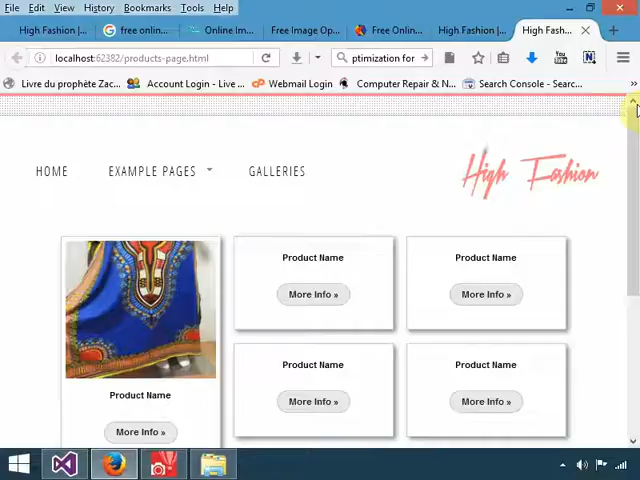 File Edit View History Bookmarks Tools Help
High Fashion |... free onlin... Online Im... Free Image Op... Free Onlin... High Fashion |... High Fash...
localhost:62382/products-page.html ptimization for
Livre du prophète Zac... Account Login - Live ... Webmail Login Computer Repair & N... Search Console - Searc...
HOME EXAMPLE PAGES GALLERIES High Fashion
Product Name Product Name
More Info » More Info »
Product Name Product Name
Product Name
More Info » More Info »
More Info »